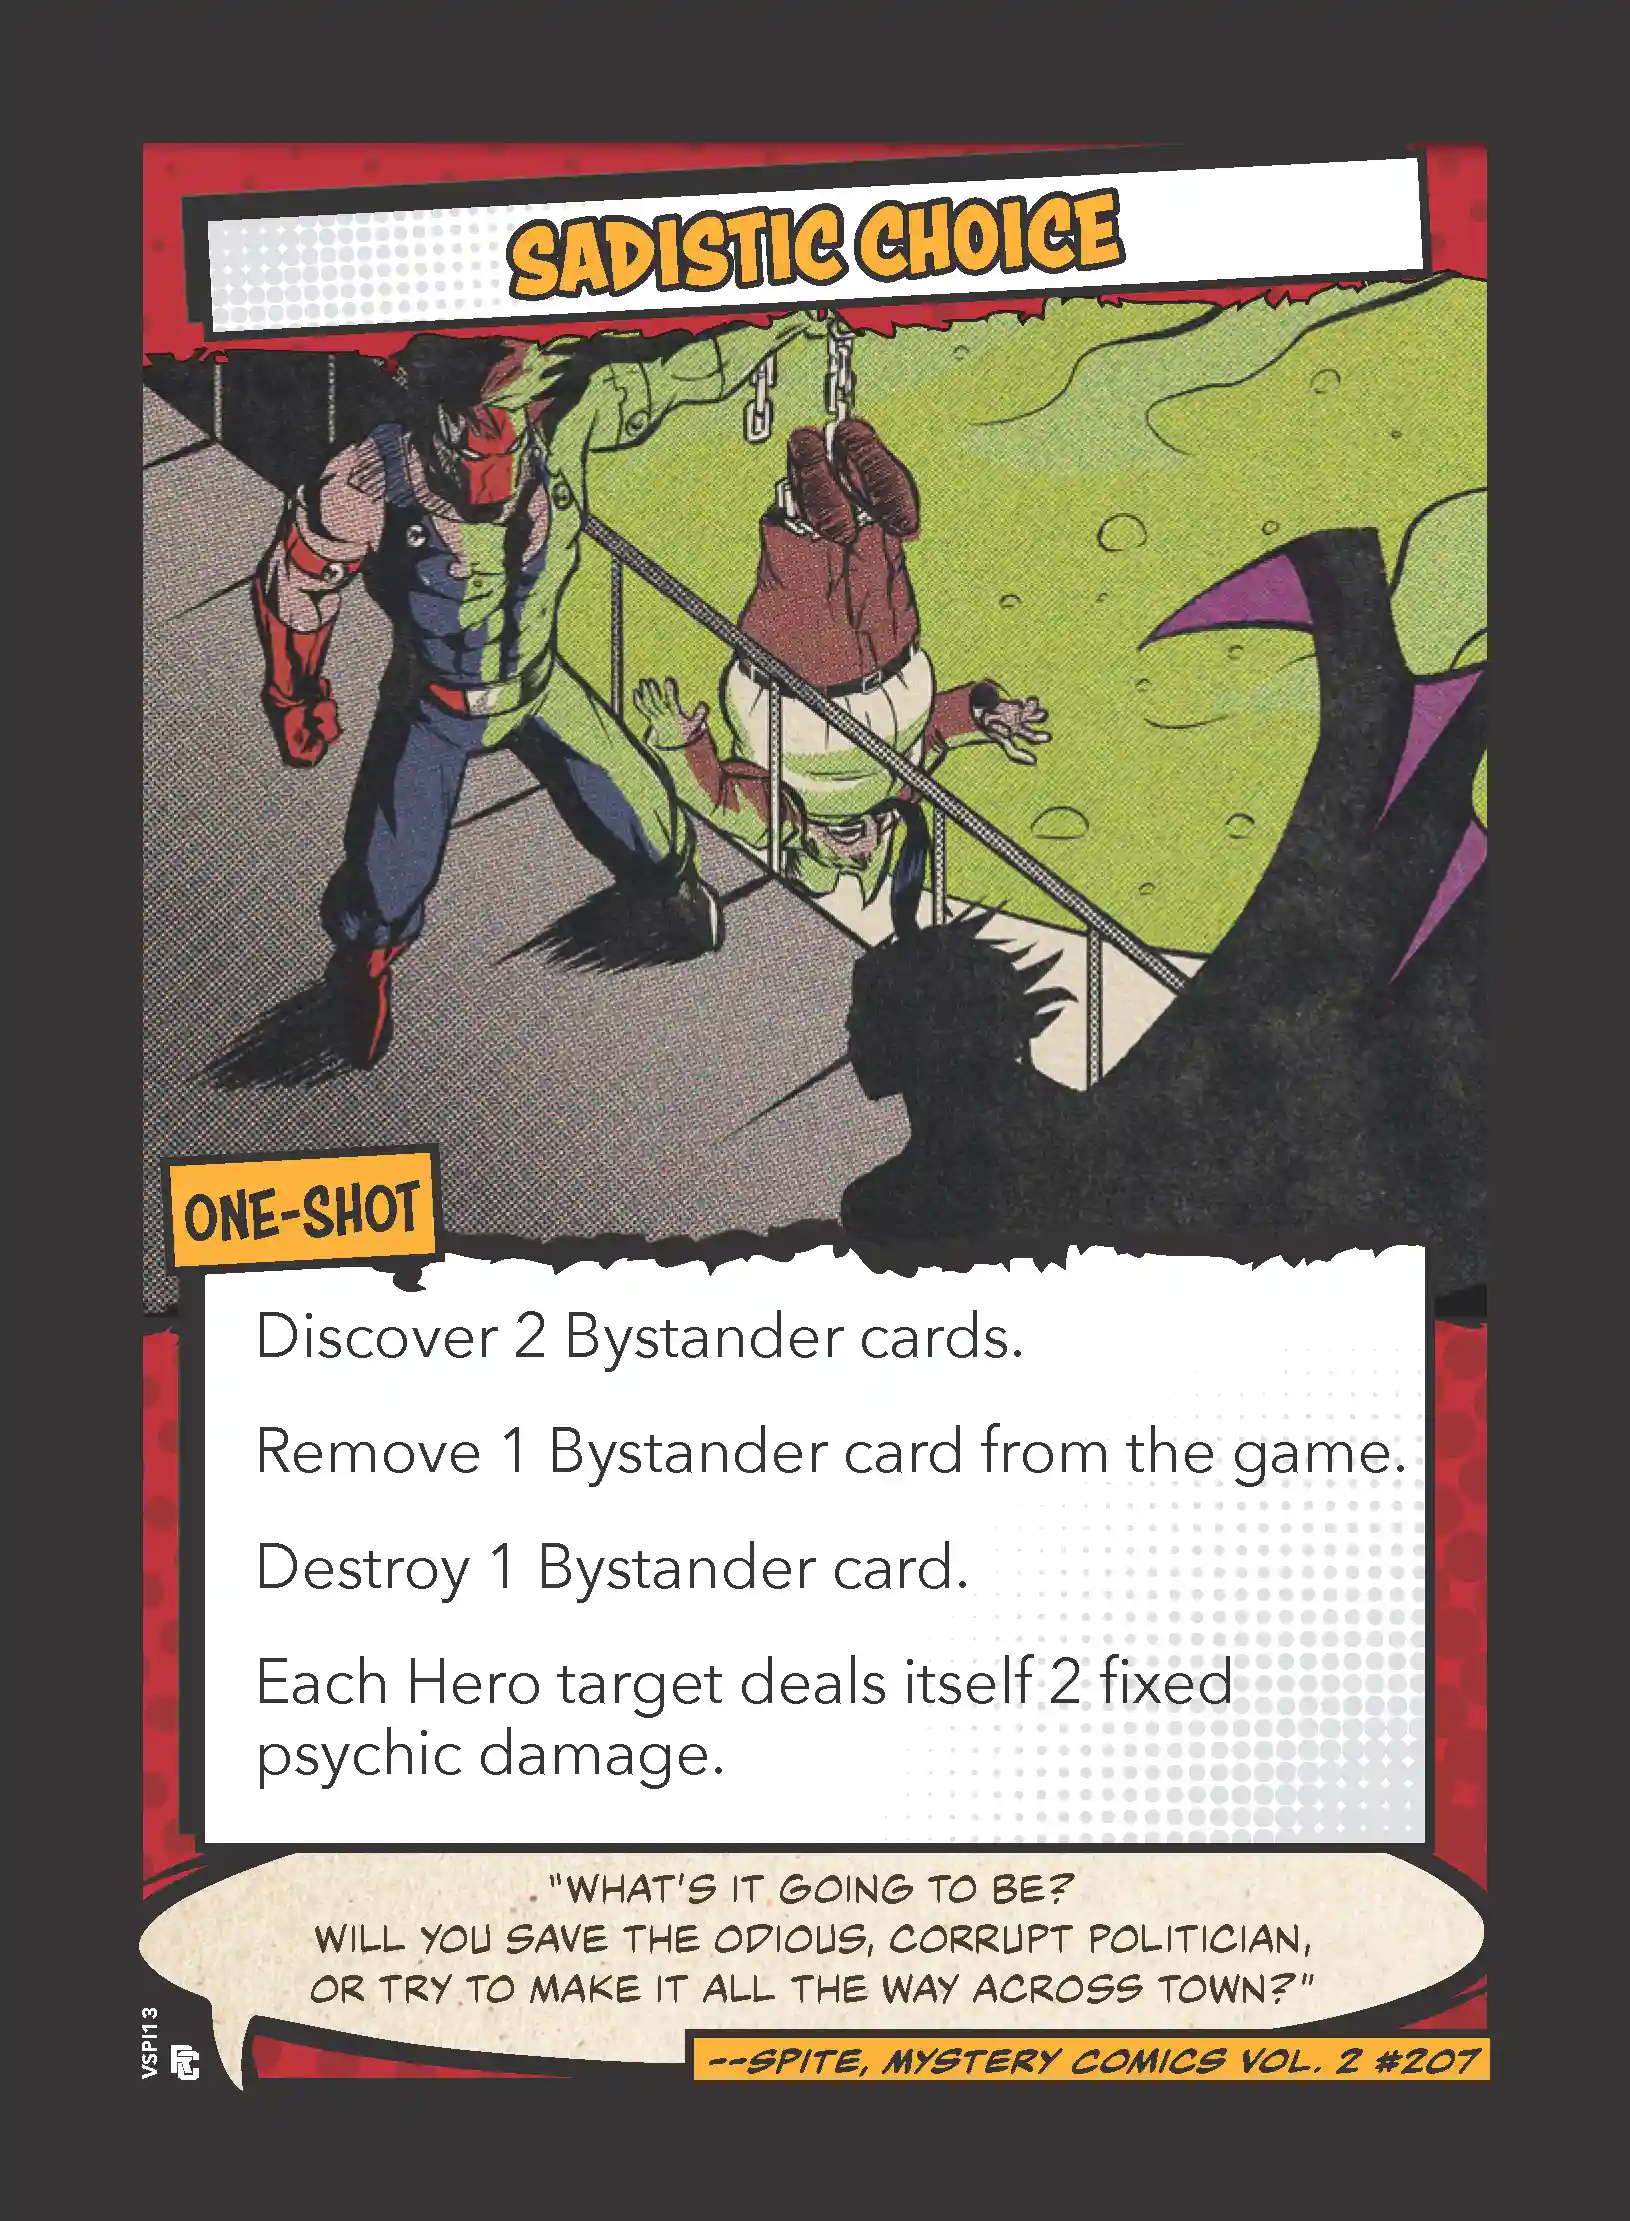 SADISTIC CHOICE
ONE-SHOT
Discover 2 Bystander cards.
Remove 1 Bystander card from the game.
Destroy 1 Bystander card.
Each Hero target deals itself 2 fixed
psychic damage.
"WHAT'S IT GOING TO BE?
WILL YOU SAVE THE ODIOUS, CORRUPT POLITICIAN,
OR TRY TO MAKE IT ALL THE WAY ACROSS TOWN?"
--SPITE, MYSTERY COMICS VOL. 2 #207
VSPI13